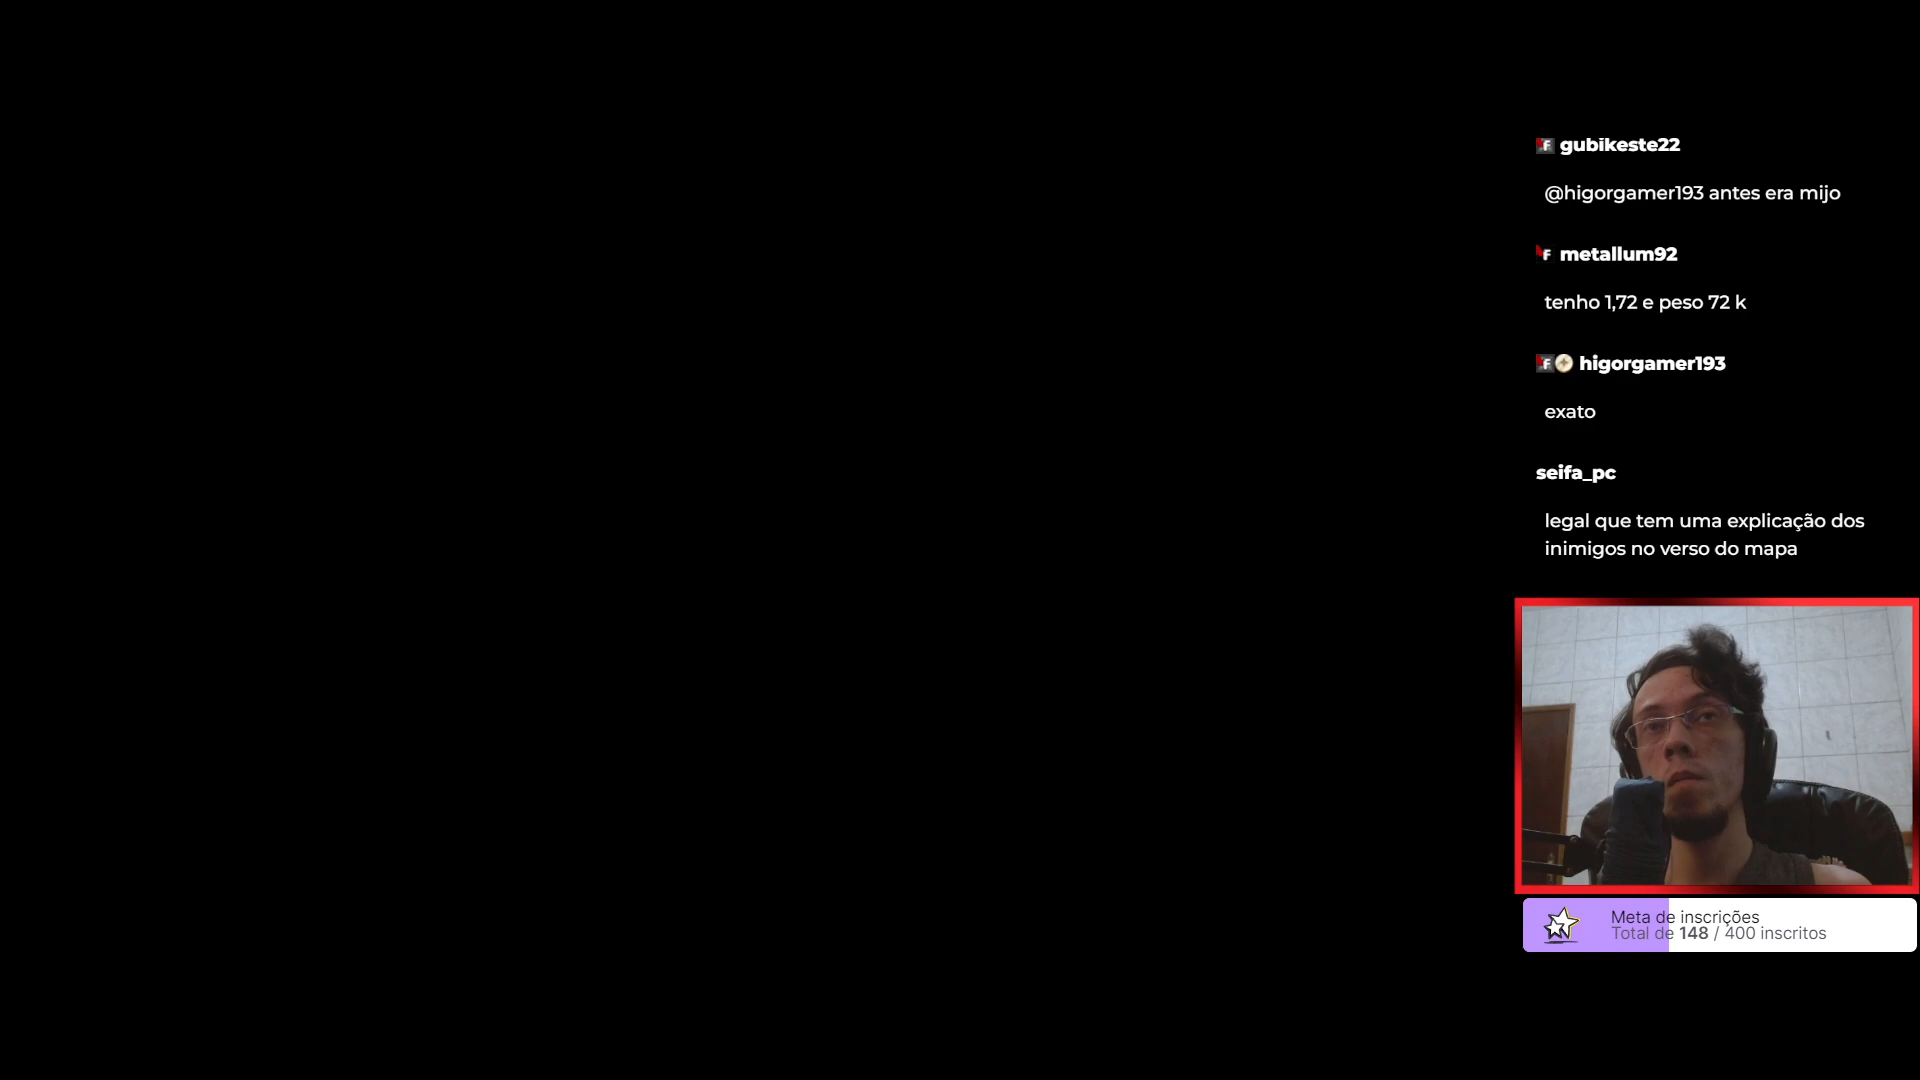 gubikeste22
@higorgamer193 antes era mijo
metallum92
tenho 1,72 e peso 72 k
higorgamer193
exato
seifa_pc
legal que tem uma explicação dos
inimigos no verso do mapa
Meta de inscrições
Total de 148 / 400 inscritos